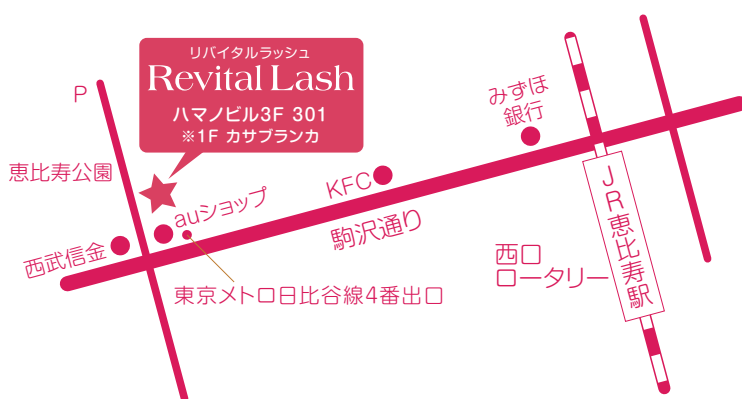 リバイタルラッシュ
Revital Lash
ハマノビル3F 301
※1F カサブランカ
P
みずほ
銀行
恵比寿公園
KFC
auショップ
駒沢通り
JR恵比寿駅
西武信金
西口
ロータリー
東京メトロ日比谷線4番出口